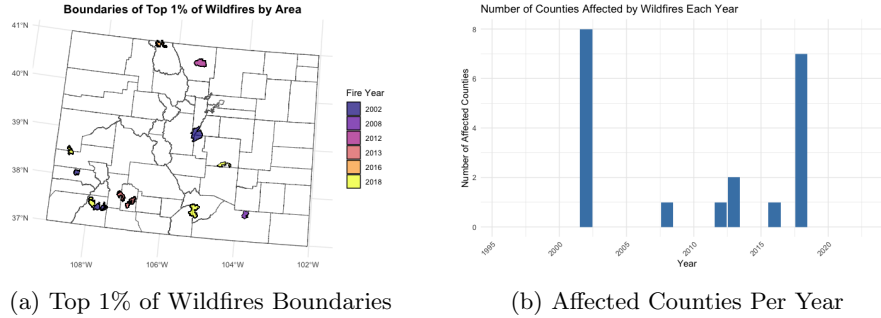 Boundaries of Top 1% of Wildfires by Area
41°N
40°N
39°N
38°N
37°N
108°W 106°W 104°W 102°W
Fire Year
2002
2008
2012
2013
2016
2018
(a) Top 1% of Wildfires Boundaries
Number of Counties Affected by Wildfires Each Year
Number of Affected Counties
8
6
4
2
0
1995 2000 2005 2010 2015 2020
Year
(b) Affected Counties Per Year